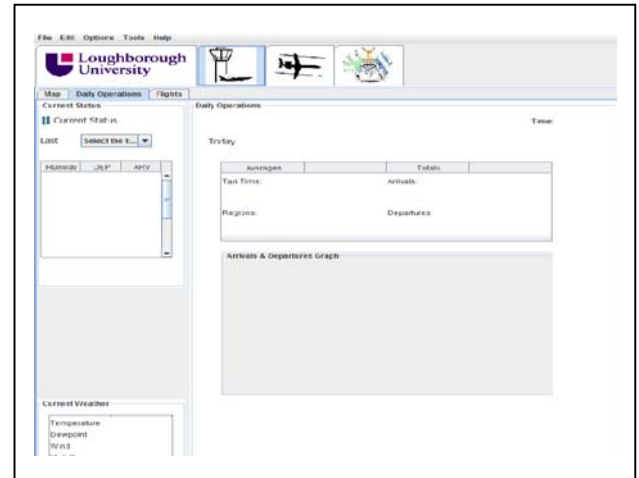 File Edit Options Tools Help
Loughborough
University
Map Daily Operations Flights
Current Status
Current Status
Last Select the t...
Runway DEP ARV
Current Weather
Temperature
Dewpoint
Wind
Daily Operations
Time:
Today
Averages Totals
Taxi Time: Arrivals:
Regions: Departures
Arrivals & Departures Graph